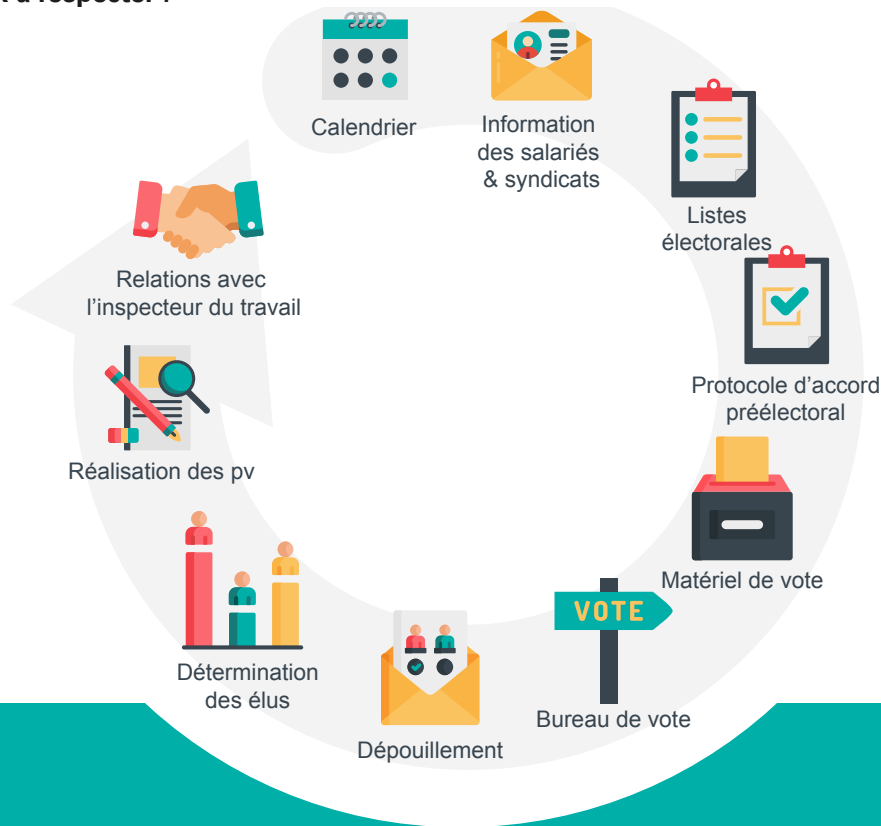 à respecter :
Calendrier
Information
des salariés
& syndicats
Listes
électorales
Protocole d'accord
préélectoral
Matériel de vote
VOTE
Bureau de vote
Dépouillement
Détermination
des élus
Réalisation des pv
Relations avec
l'inspecteur du travail